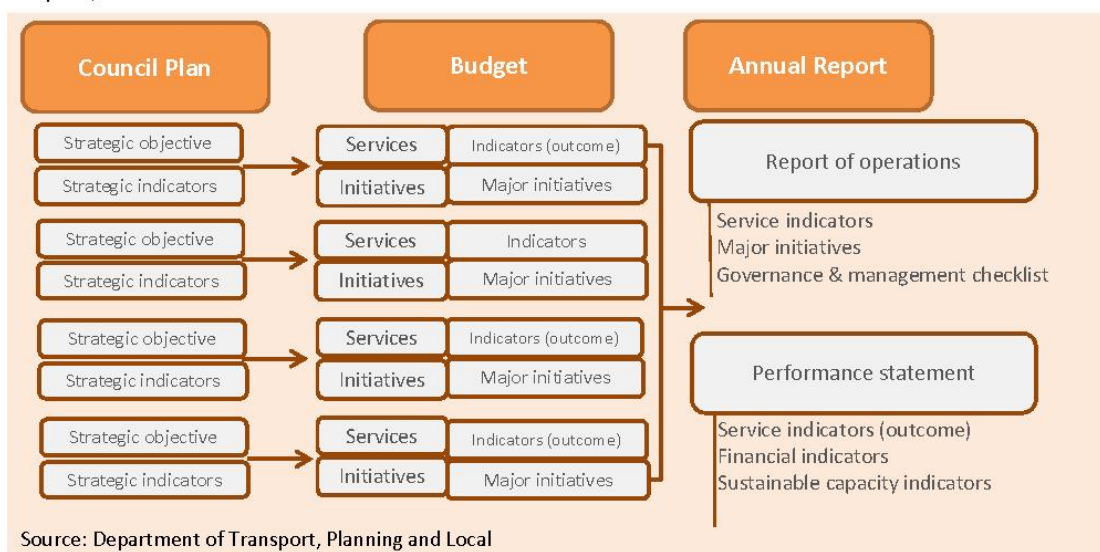 Council Plan
Budget
Annual Report
Strategic objective
Strategic indicators
Services
Indicators (outcome)
Initiatives
Major initiatives
Strategic objective
Strategic indicators
Services
Indicators
Initiatives
Major initiatives
Strategic objective
Strategic indicators
Services
Indicators (outcome)
Initiatives
Major initiatives
Strategic objective
Strategic indicators
Services
Indicators (outcome)
Initiatives
Major initiatives
Report of operations
Service indicators
Major initiatives
Governance & management checklist
Performance statement
Service indicators (outcome)
Financial indicators
Sustainable capacity indicators
Source: Department of Transport, Planning and Local